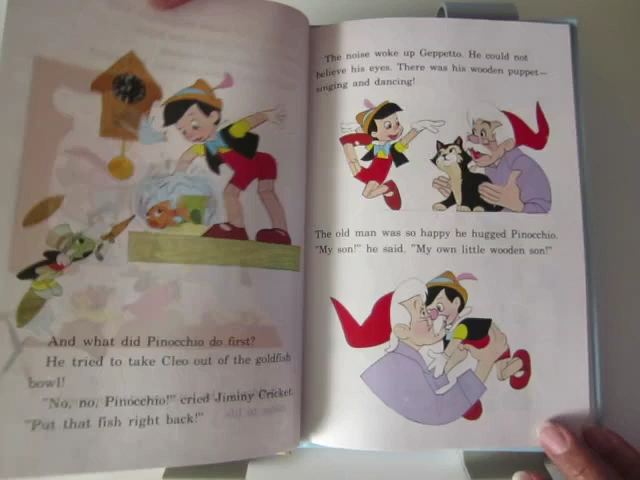 And what did Pinocchio do first?
He tried to take Cleo out of the goldfish
bowl!
"No, no, Pinocchio!" cried Jiminy Cricket.
"Put that fish right back!"
The noise woke up Geppetto. He could not
believe his eyes. There was his wooden puppet—
singing and dancing!
The old man was so happy he hugged Pinocchio.
"My son!" he said. "My own little wooden son!"